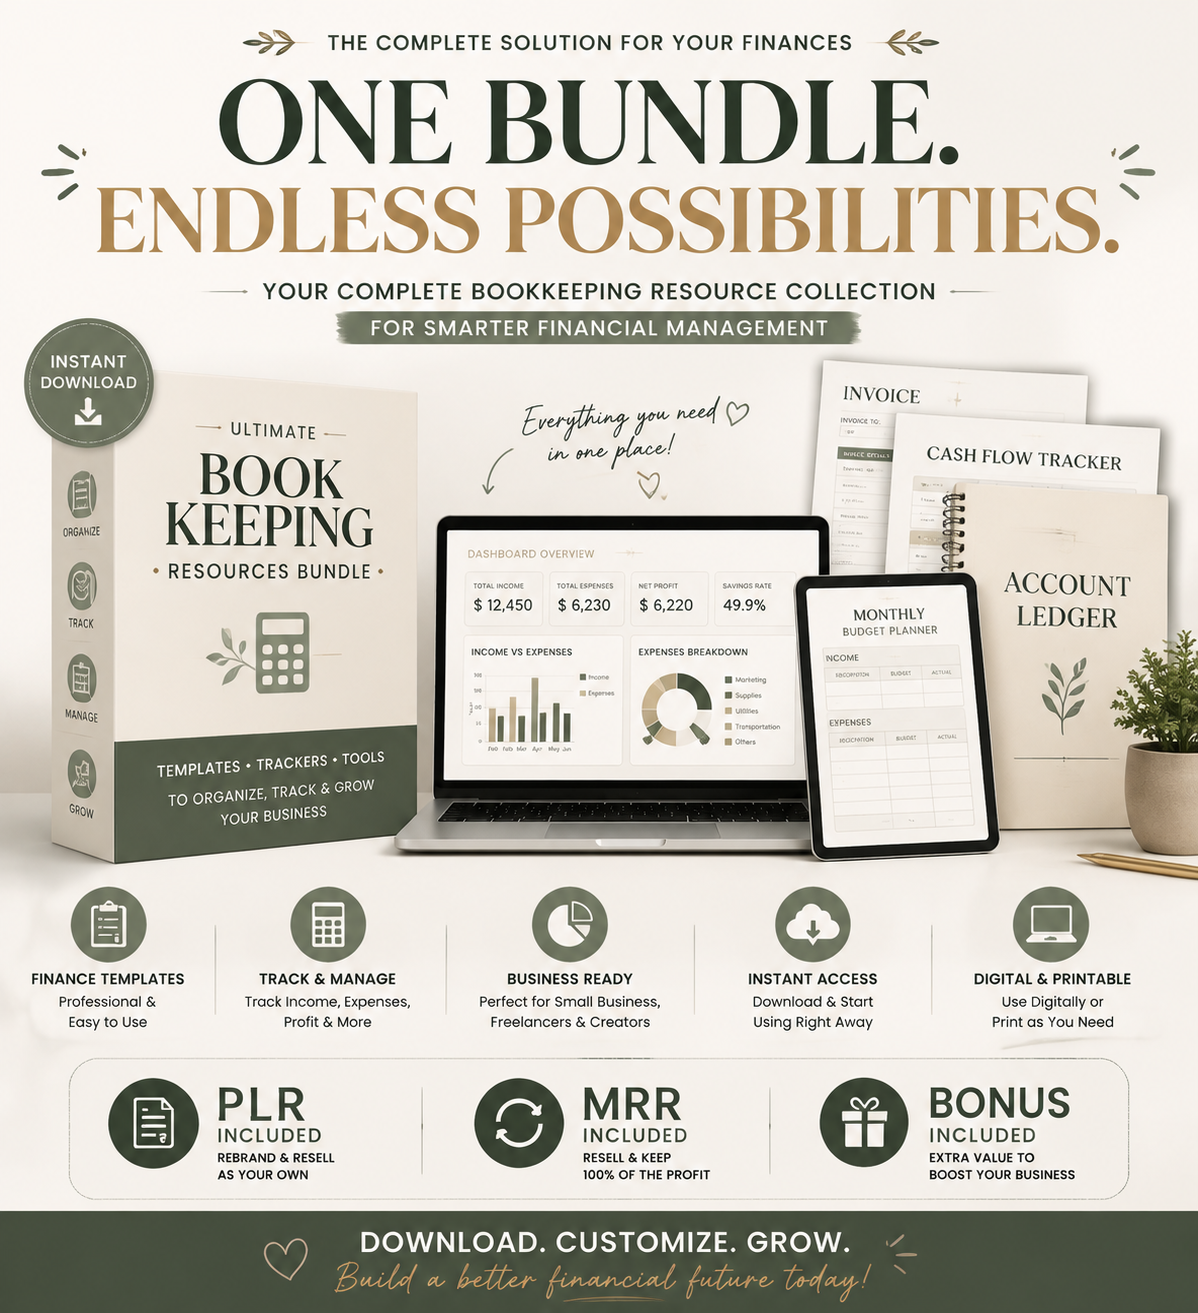 THE COMPLETE SOLUTION FOR YOUR FINANCES
ONE BUNDLE.
ENDLESS POSSIBILITIES.
YOUR COMPLETE BOOKKEEPING RESOURCE COLLECTION
FOR SMARTER FINANCIAL MANAGEMENT
INSTANT
DOWNLOAD
ORGANIZE
TRACK
MANAGE
GROW
ULTIMATE
BOOK
KEEPING
• RESOURCES BUNDLE •
TEMPLATES • TRACKERS • TOOLS
TO ORGANIZE, TRACK & GROW
YOUR BUSINESS
Everything you need
in one place!
DASHBOARD OVERVIEW
TOTAL INCOME
$ 12,450
TOTAL ESPENSES
$ 6,230
NET PROFIT
$ 6,220
SAVINGS RATE
49.9%
INCOME VS EXPENSES
Income
Expenses
Apr May Jun
EXPENSES BREAKDOWN
Marketing
Supplies
Utilities
Transportation
Others
INVOICE
INVOICE TO:
CASH FLOW TRACKER
ACCOUNT
LEDGER
MONTHLY
BUDGET PLANNER
INCOME
BUDGET ACTUAL
EXPENSES
BUDGET ACTUAL
FINANCE TEMPLATES
Professional &
Easy to Use
TRACK & MANAGE
Track Income, Expenses,
Profit & More
BUSINESS READY
Perfect for Small Business,
Freelancers & Creators
INSTANT ACCESS
Download & Start
Using Right Away
DIGITAL & PRINTABLE
Use Digitally or
Print as You Need
PLR
INCLUDED
REBRAND & RESELL
AS YOUR OWN
MRR
INCLUDED
RESELL & KEEP
100% OF THE PROFIT
BONUS
INCLUDED
EXTRA VALUE TO
BOOST YOUR BUSINESS
DOWNLOAD. CUSTOMIZE. GROW.
Build a better financial future today!